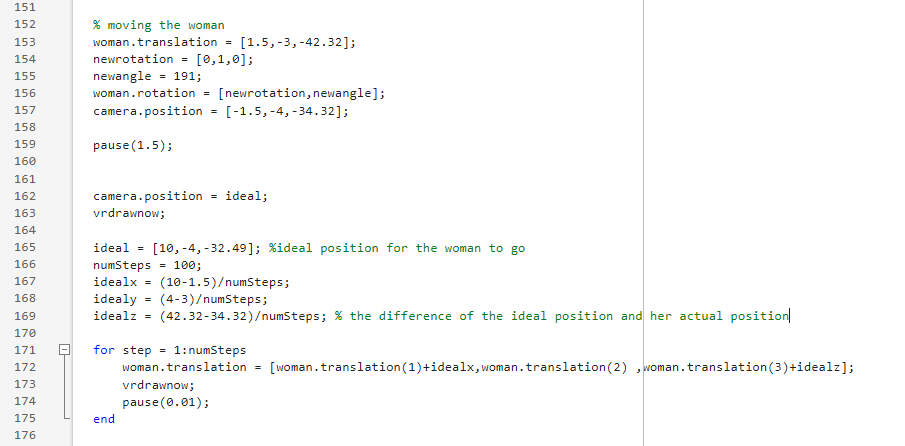 151
152 % moving the woman
153 woman.translation = [1.5,-3,-42.32];
154 newrotation = [0,1,0];
155 newangle = 191;
156 woman.rotation = [newrotation,newangle];
157 camera.position = [-1.5,-4,-34.32];
158
159 pause(1.5);
160
161
162 camera.position = ideal;
163 vrdrawnow;
164
165 ideal = [10,-4,-32.49]; %ideal position for the woman to go
166 numSteps = 100;
167 idealx = (10-1.5)/numSteps;
168 idealy = (4-3)/numSteps;
169 idealz = (42.32-34.32)/numSteps; % the difference of the ideal position and her actual position
170
171 for step = 1:numSteps
172 woman.translation = [woman.translation(1)+idealx,woman.translation(2) ,woman.translation(3)+idealz];
173 vrdrawnow;
174 pause(0.01);
175 end
176